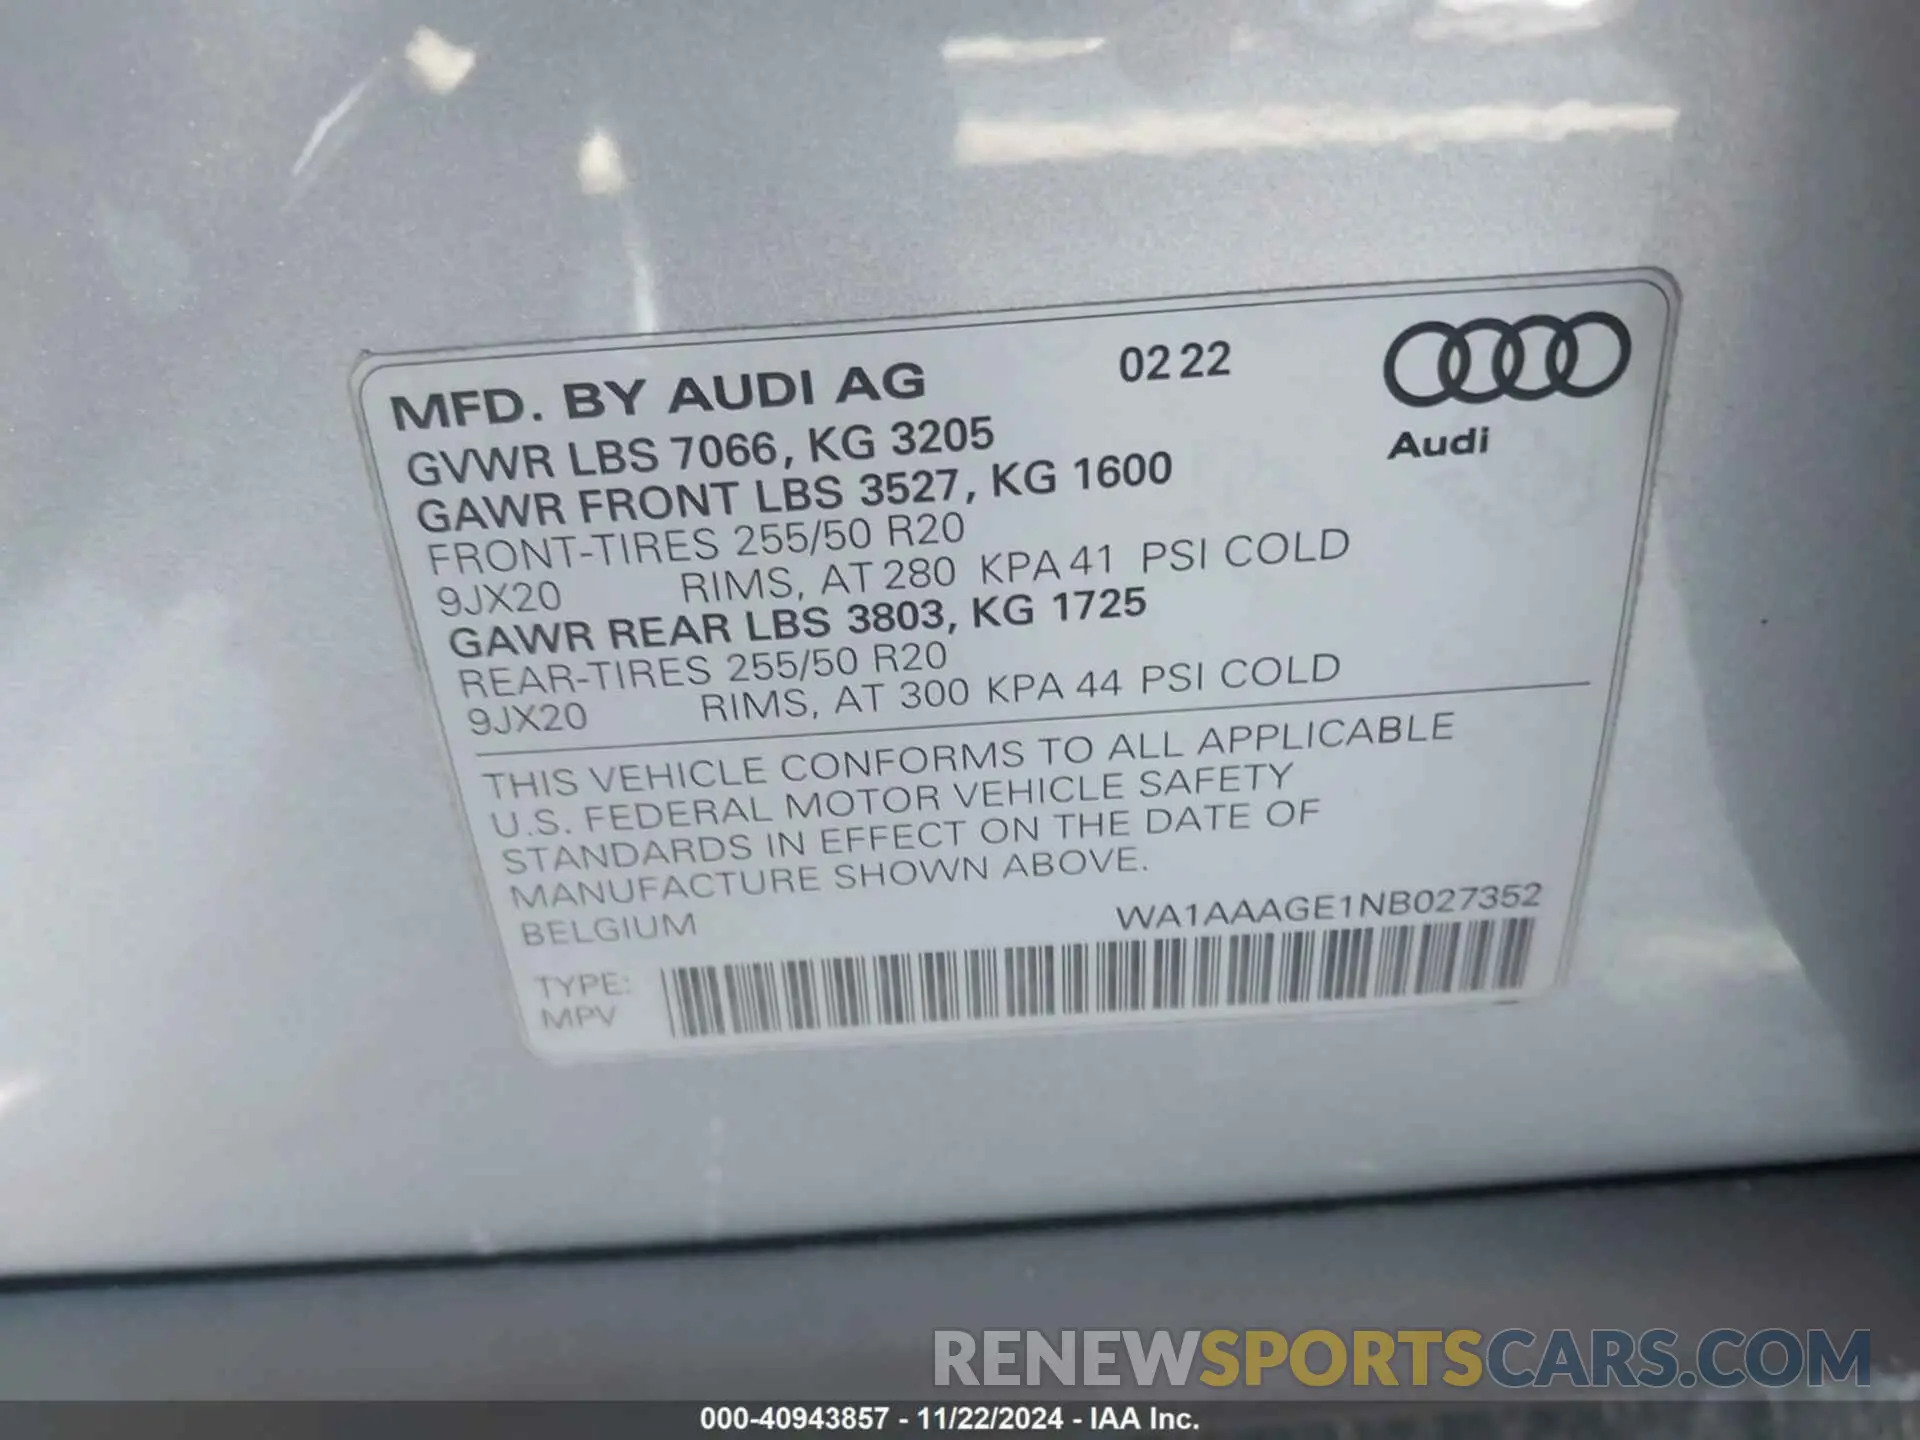 MFD. BY AUDI AG 02 22
Audi
GVWR LBS 7066, KG 3205
GAWR FRONT LBS 3527, KG 1600
FRONT-TIRES 255/50 R20
9JX20 RIMS, AT 280 KPA 41 PSI COLD
GAWR REAR LBS 3803, KG 1725
REAR-TIRES 255/50 R20
9JX20 RIMS, AT 300 KPA 44 PSI COLD
THIS VEHICLE CONFORMS TO ALL APPLICABLE
U.S. FEDERAL MOTOR VEHICLE SAFETY
STANDARDS IN EFFECT ON THE DATE OF
MANUFACTURE SHOWN ABOVE.
BELGIUM WA1AAAGE1NB027352
TYPE:
MPV
RENEWSPORTSCARS.COM
000-40943857 - 11/22/2024 - IAA Inc.